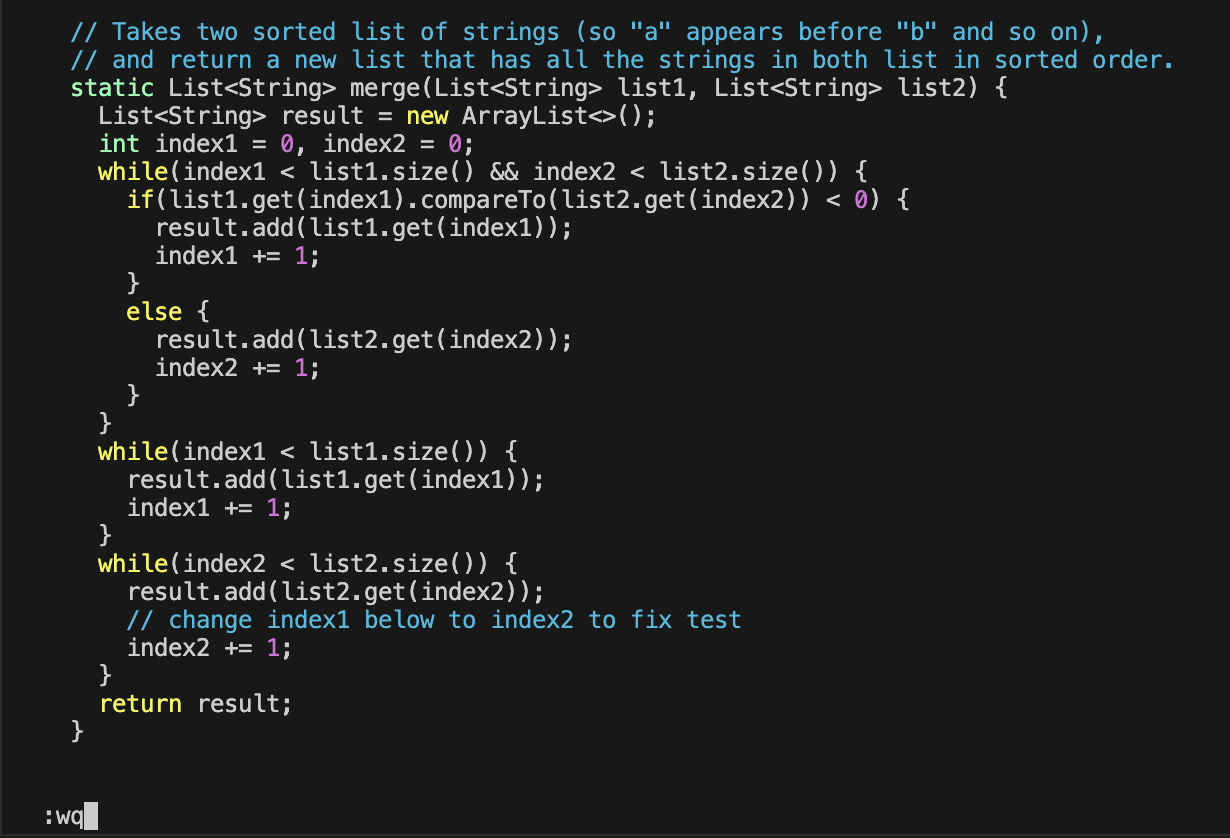 // Takes two sorted list of strings (so "a" appears before "b" and so on),
// and return a new list that has all the strings in both list in sorted order.
static List<String> merge(List<String> list1, List<String> list2) {
  List<String> result = new ArrayList<>();
  int index1 = 0, index2 = 0;
  while(index1 < list1.size() && index2 < list2.size()) {
    if(list1.get(index1).compareTo(list2.get(index2)) < 0) {
      result.add(list1.get(index1));
      index1 += 1;
    }
    else {
      result.add(list2.get(index2));
      index2 += 1;
    }
  }
  while(index1 < list1.size()) {
    result.add(list1.get(index1));
    index1 += 1;
  }
  while(index2 < list2.size()) {
    result.add(list2.get(index2));
    // change index1 below to index2 to fix test
    index2 += 1;
  }
  return result;
}
:wq